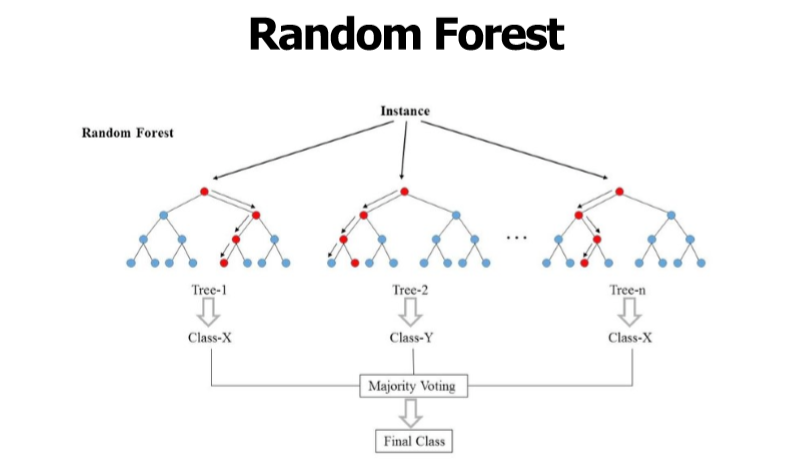 Random Forest
Instance
Random Forest
...
Tree-1 Tree-2 Tree-n
Class-X Class-Y Class-X
Majority Voting
Final Class